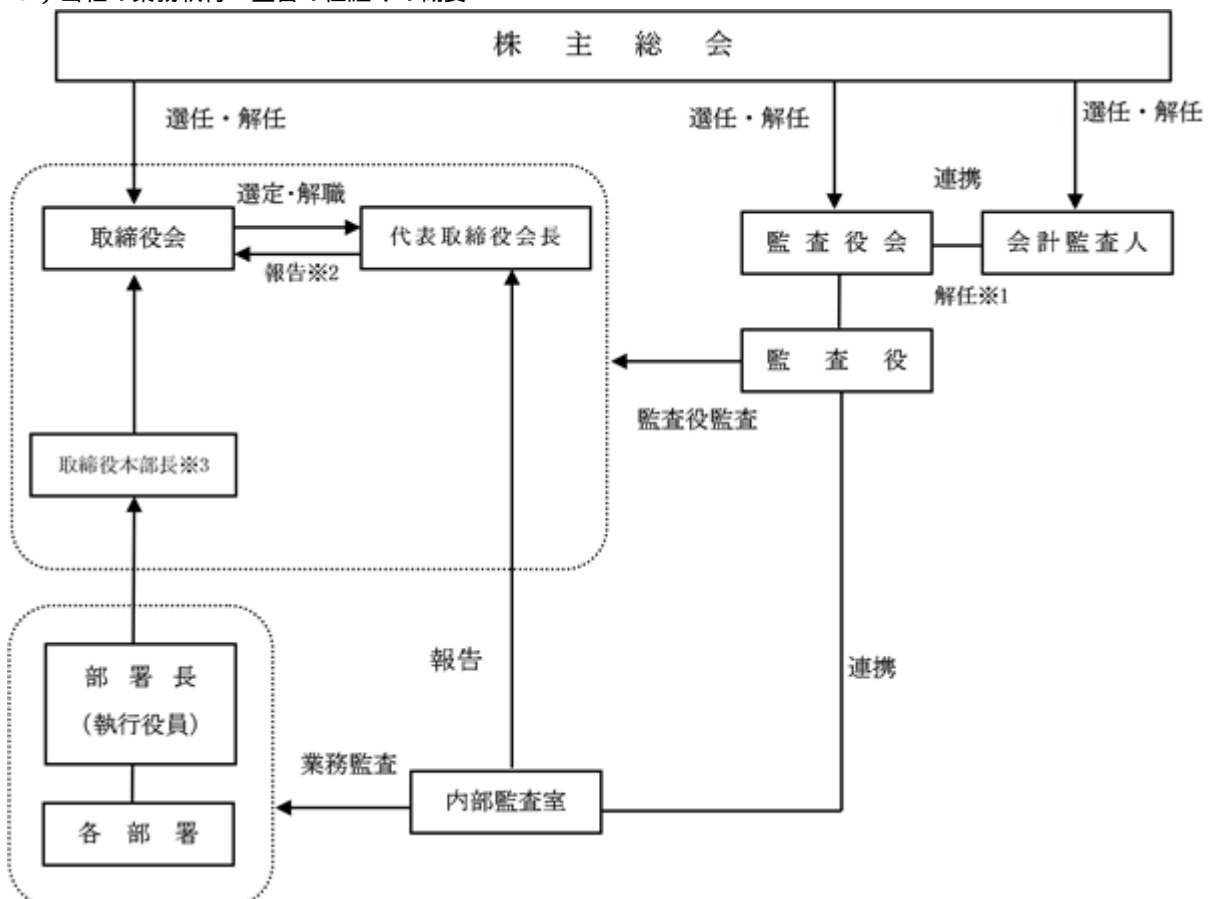 株主総会
選任・解任
選任・解任
選任・解任
連携
選定・解職
取締役会
代表取締役会長
監査役会
会計監査人
報告※2
解任※1
監査役
監査役監査
取締役本部長※3
報告
連携
部署長
(執行役員)
業務監査
内部監査室
各部署